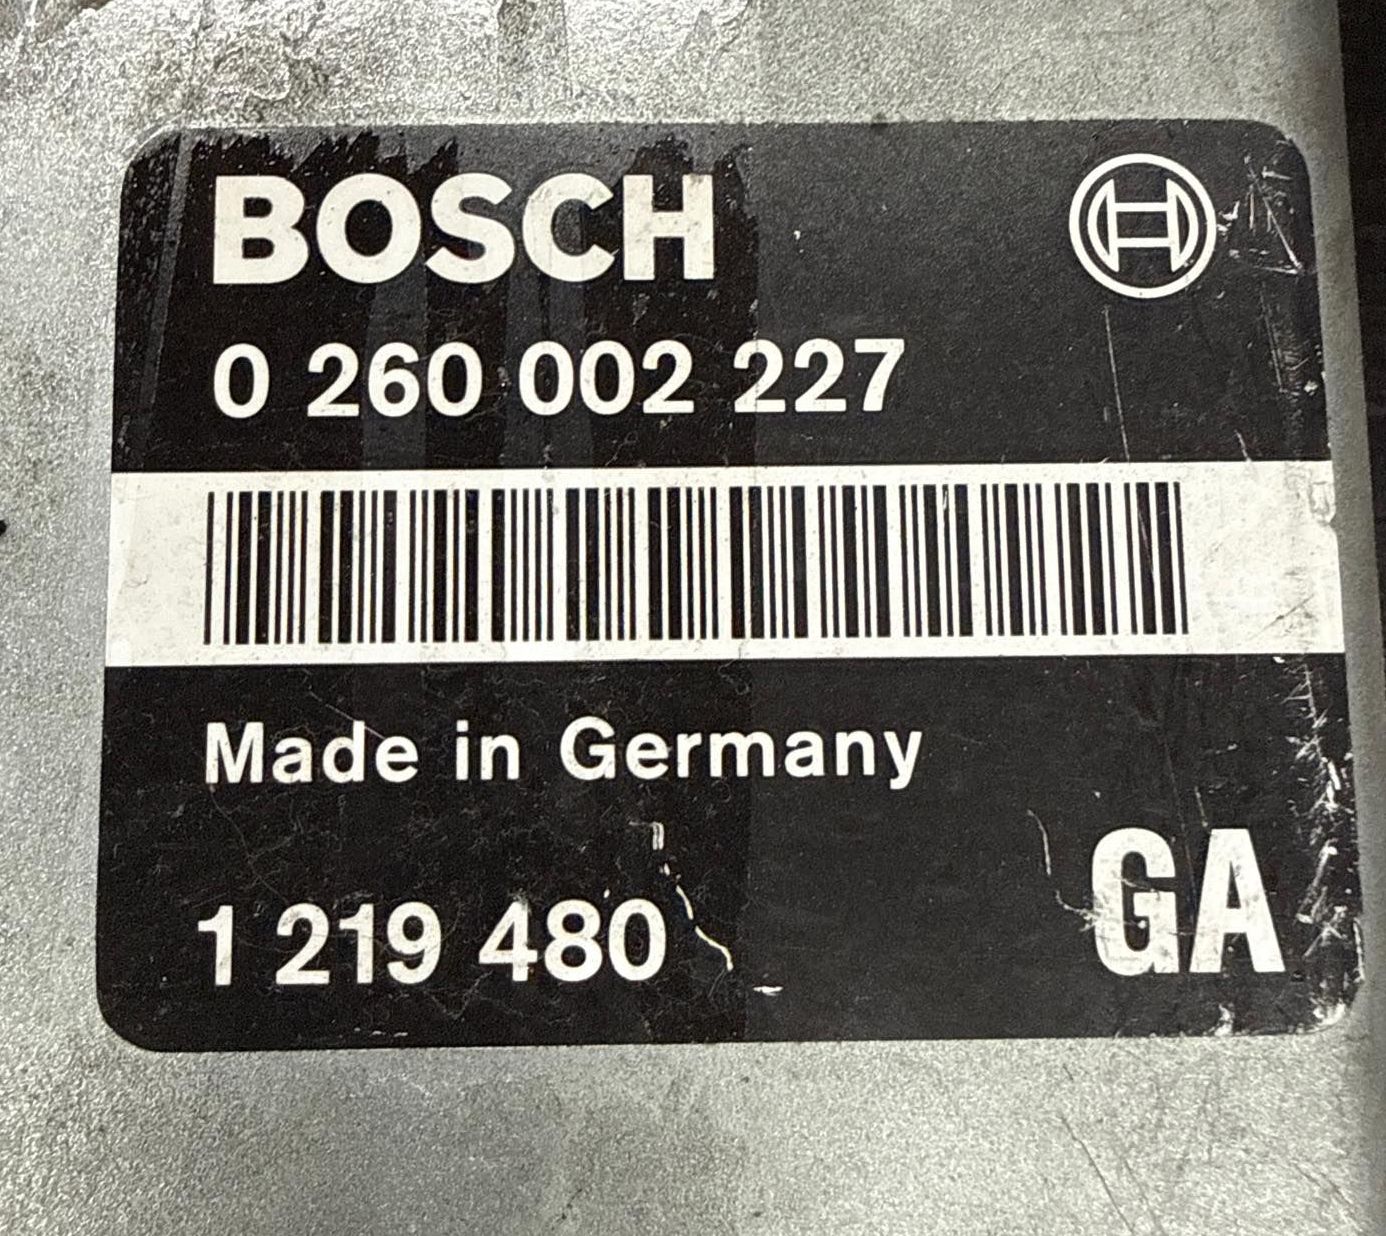 BOSCH
0 260 002 227
Made in Germany
1 219 480
GA